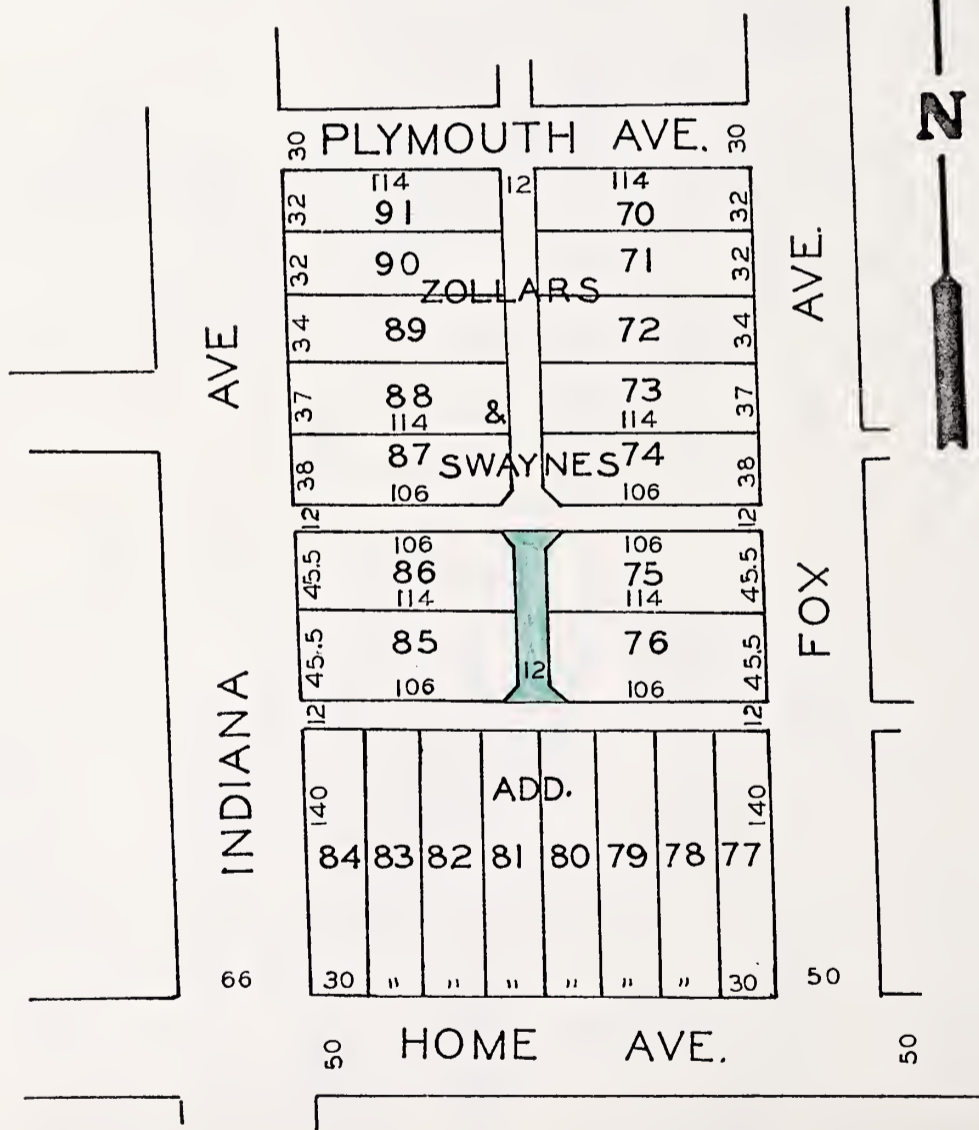 N
30 PLYMOUTH AVE. 30
114 12 114
32 91 70 32
32 90 71 32
ZOLLARS
34 89 72 34
37 88 73 37
114 & 114
38 87 SWAYNES 74 38
106 106
12 12
106 106
45.5 86 75 45.5
114 114
45.5 85 76 45.5
106 12 106
12 12
INDIANA AVE
FOX AVE.
ADD.
140 140
84 83 82 81 80 79 78 77
66 30 " " " " " " 30 50
50 HOME AVE. 50